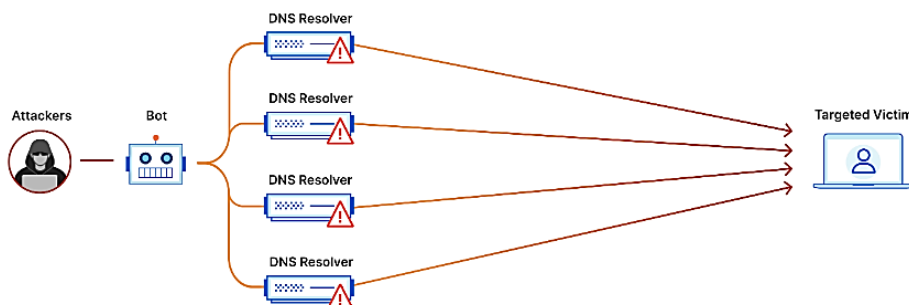 DNS Resolver
DNS Resolver
Attackers
Bot
Targeted Victim
DNS Resolver
DNS Resolver